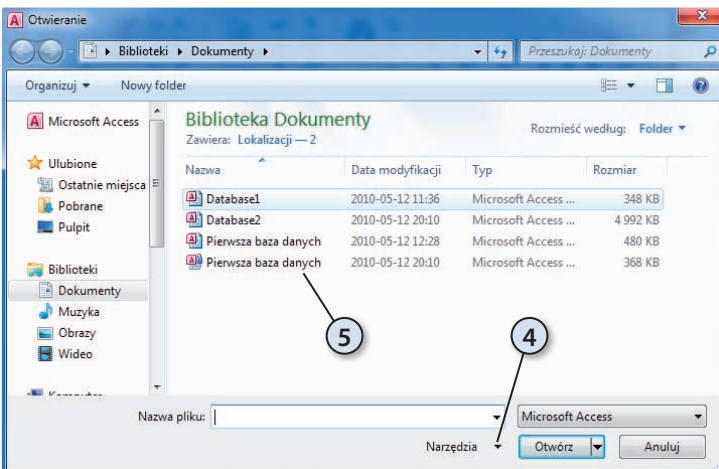 Otwieranie
Biblioteki Dokumenty
Przeszukaj: Dokumenty
Organizuj Nowy folder
Microsoft Access
Ulubione
Ostatnie miejsca
Pobrane
Pulpit
Biblioteki
Dokumenty
Muzyka
Obrazy
Wideo
Biblioteka Dokumenty
Zawiera: Lokalizacji — 2
Rozmieść według: Folder
Nazwa Data modyfikacji Typ Rozmiar
Database1 2010-05-12 11:36 Microsoft Access ... 348 KB
Database2 2010-05-12 20:10 Microsoft Access ... 4 992 KB
Pierwsza baza danych 2010-05-12 12:28 Microsoft Access ... 480 KB
Pierwsza baza danych 2010-05-12 20:10 Microsoft Access ... 368 KB
5 4
Nazwa pliku: Microsoft Access
Narzędzia Otwórz Anuluj